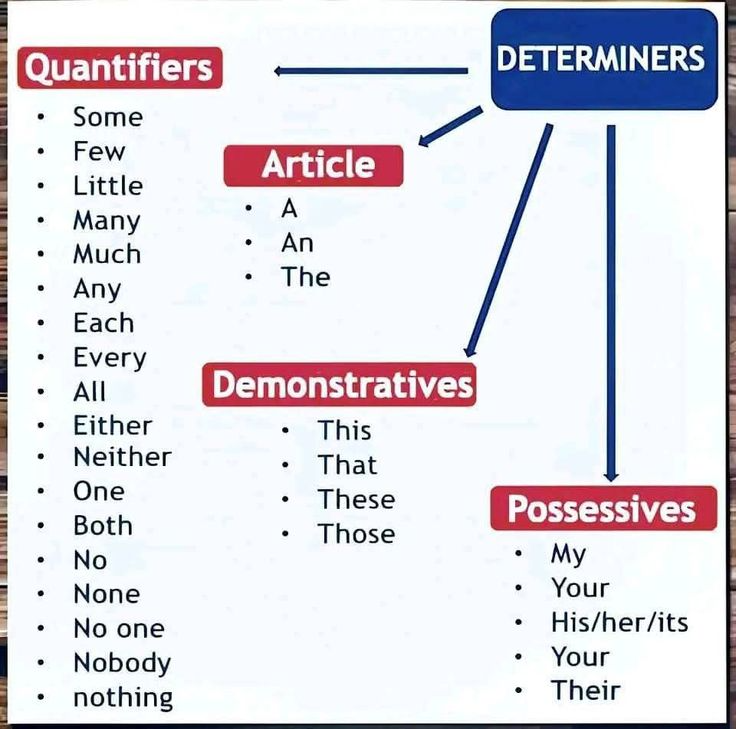 DETERMINERS
Quantifiers
• Some
• Few
• Little
• Many
• Much
• Any
• Each
• Every
• All
• Either
• Neither
• One
• Both
• No
• None
• No one
• Nobody
• nothing
Article
• A
• An
• The
Demonstratives
• This
• That
• These
• Those
Possessives
• My
• Your
• His/her/its
• Your
• Their